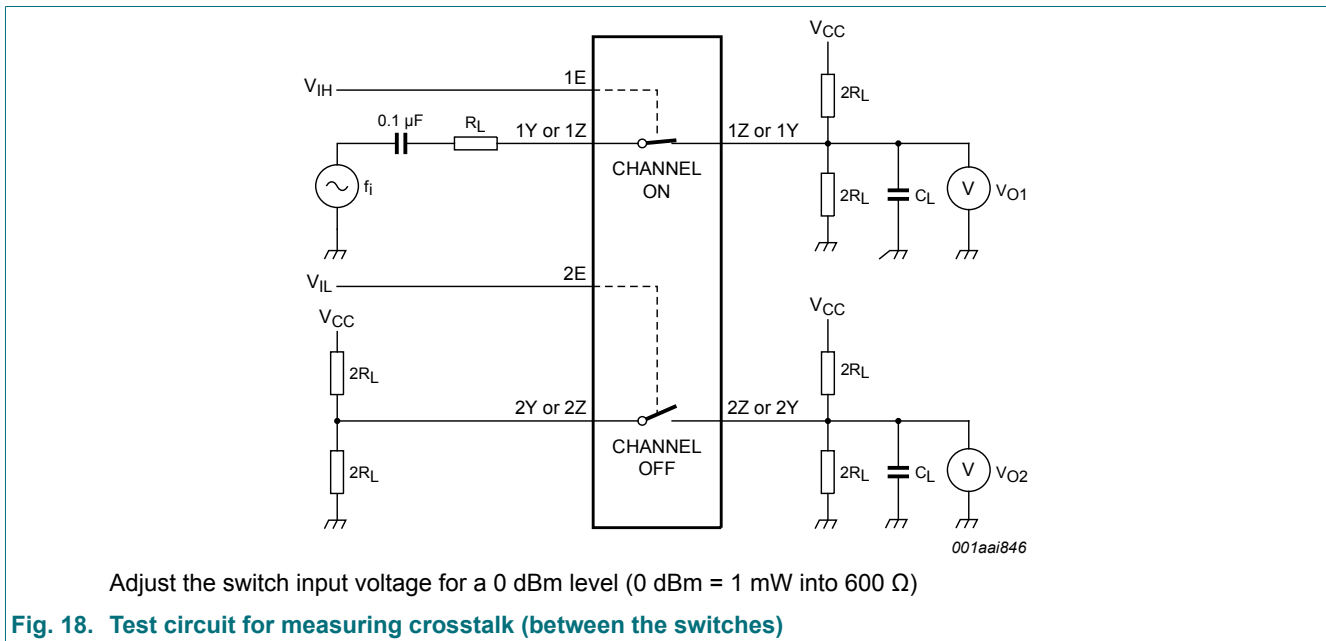 VCC
VIH
1E
2RL
0.1 µF
RL
1Y or 1Z
1Z or 1Y
fi
CHANNEL
ON
2RL
CL
V
VO1
VIL
2E
VCC
VCC
2RL
2RL
2Y or 2Z
2Z or 2Y
CHANNEL
OFF
2RL
2RL
CL
V
VO2
001aai846
Adjust the switch input voltage for a 0 dBm level (0 dBm = 1 mW into 600 Ω)
Fig. 18. Test circuit for measuring crosstalk (between the switches)